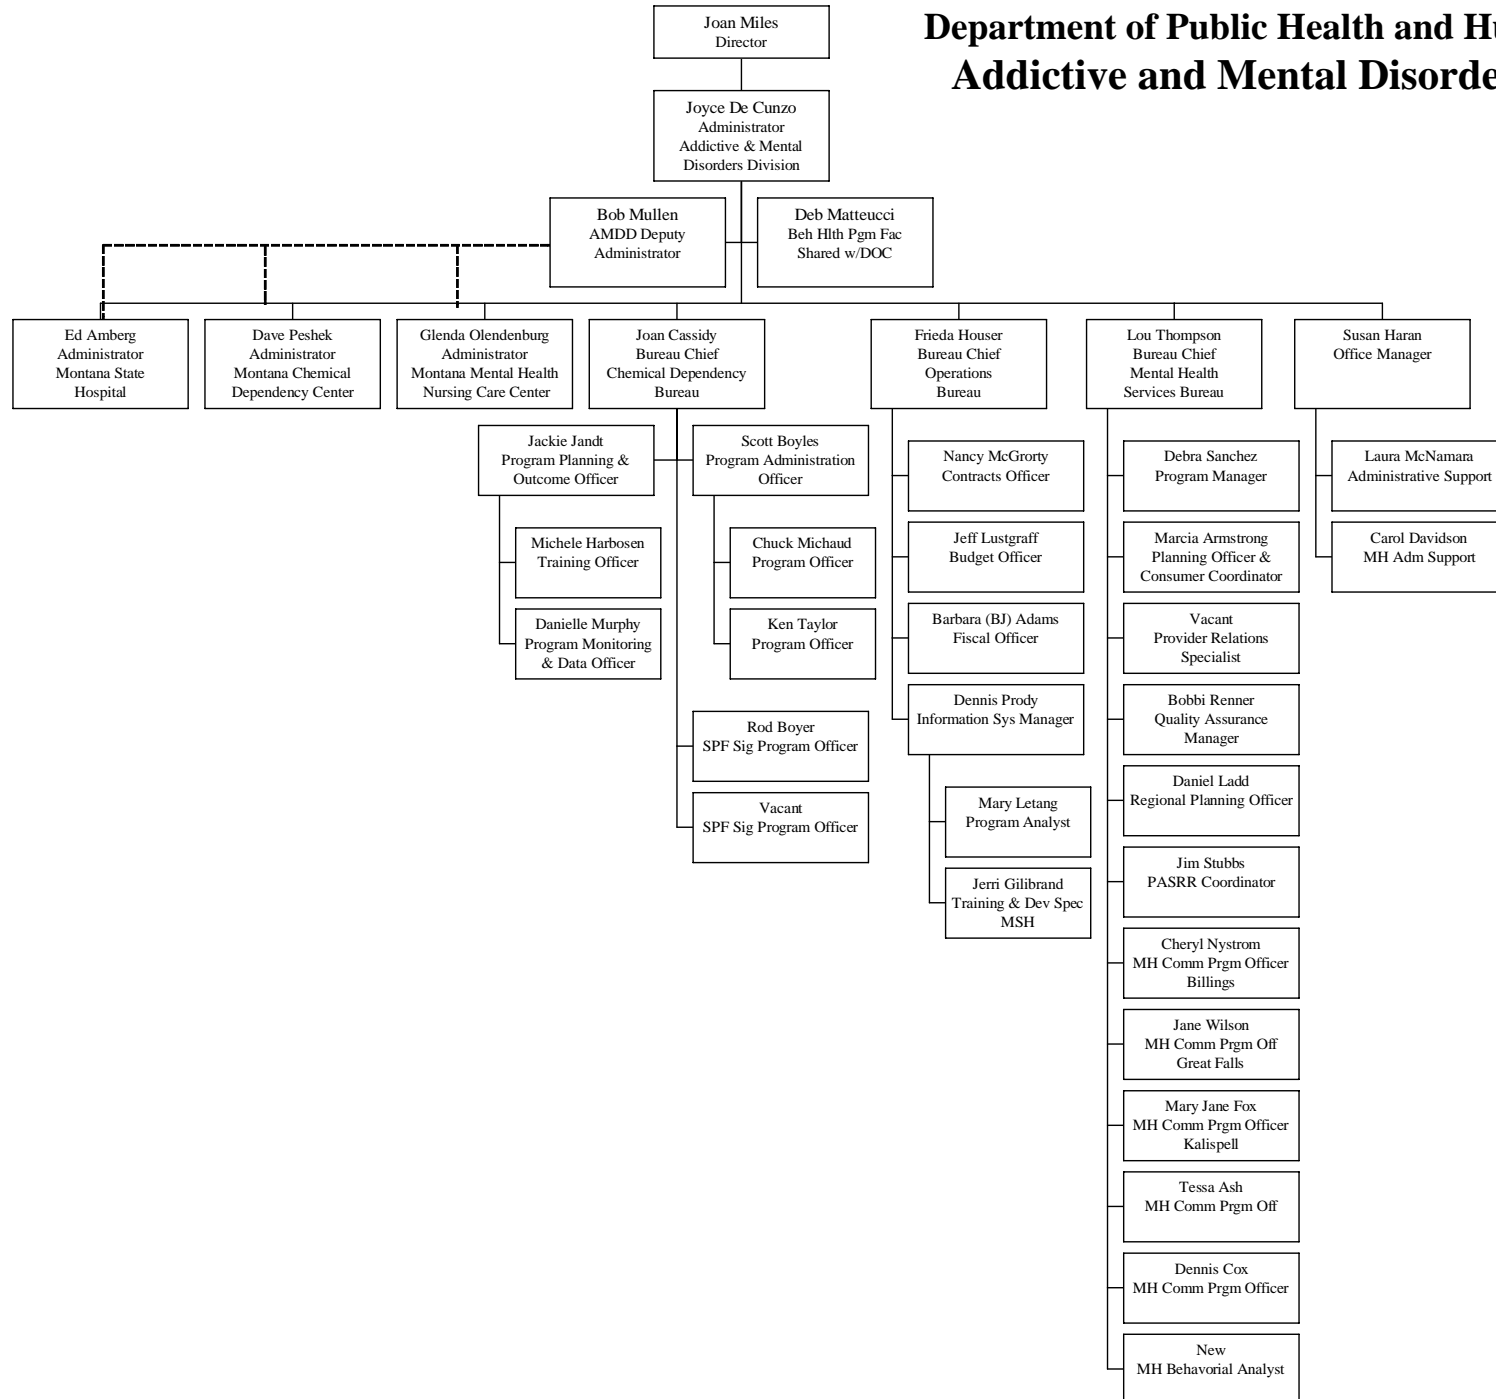 Department of Public Health and Hu
Addictive and Mental Disorde
Joan Miles
Director
Joyce De Cunzo
Administrator
Addictive & Mental
Disorders Division
Bob Mullen
AMDD Deputy
Administrator
Deb Matteucci
Beh Hlth Pgm Fac
Shared w/DOC
Ed Amberg
Administrator
Montana State
Hospital
Dave Peshek
Administrator
Montana Chemical
Dependency Center
Glenda Olendenburg
Administrator
Montana Mental Health
Nursing Care Center
Joan Cassidy
Bureau Chief
Chemical Dependency
Bureau
Frieda Houser
Bureau Chief
Operations
Bureau
Lou Thompson
Bureau Chief
Mental Health
Services Bureau
Susan Haran
Office Manager
Jackie Jandt
Program Planning &
Outcome Officer
Michele Harbosen
Training Officer
Danielle Murphy
Program Monitoring
& Data Officer
Scott Boyles
Program Administration
Officer
Chuck Michaud
Program Officer
Ken Taylor
Program Officer
Rod Boyer
SPF Sig Program Officer
Vacant
SPF Sig Program Officer
Nancy McGrorty
Contracts Officer
Jeff Lustgraff
Budget Officer
Barbara (BJ) Adams
Fiscal Officer
Dennis Prody
Information Sys Manager
Mary Letang
Program Analyst
Jerri Gilibrand
Training & Dev Spec
MSH
Debra Sanchez
Program Manager
Marcia Armstrong
Planning Officer &
Consumer Coordinator
Vacant
Provider Relations
Specialist
Bobbi Renner
Quality Assurance
Manager
Daniel Ladd
Regional Planning Officer
Jim Stubbs
PASRR Coordinator
Cheryl Nystrom
MH Comm Prgm Officer
Billings
Jane Wilson
MH Comm Prgm Off
Great Falls
Mary Jane Fox
MH Comm Prgm Officer
Kalispell
Tessa Ash
MH Comm Prgm Off
Dennis Cox
MH Comm Prgm Officer
New
MH Behavorial Analyst
Laura McNamara
Administrative Support
Carol Davidson
MH Adm Support